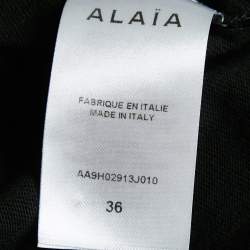 ALAÏA
FABRIQUE EN ITALIE
MADE IN ITALY
AA9H02913J010
36